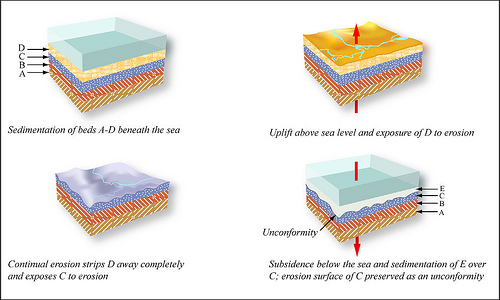 D
C
B
A
Sedimentation of beds A-D beneath the sea
Uplift above sea level and exposure of D to erosion
Continual erosion strips D away completely
and exposes C to erosion
E
C
B
A
Unconformity
Subsidence below the sea and sedimentation of E over
C; erosion surface of C preserved as an unconformity